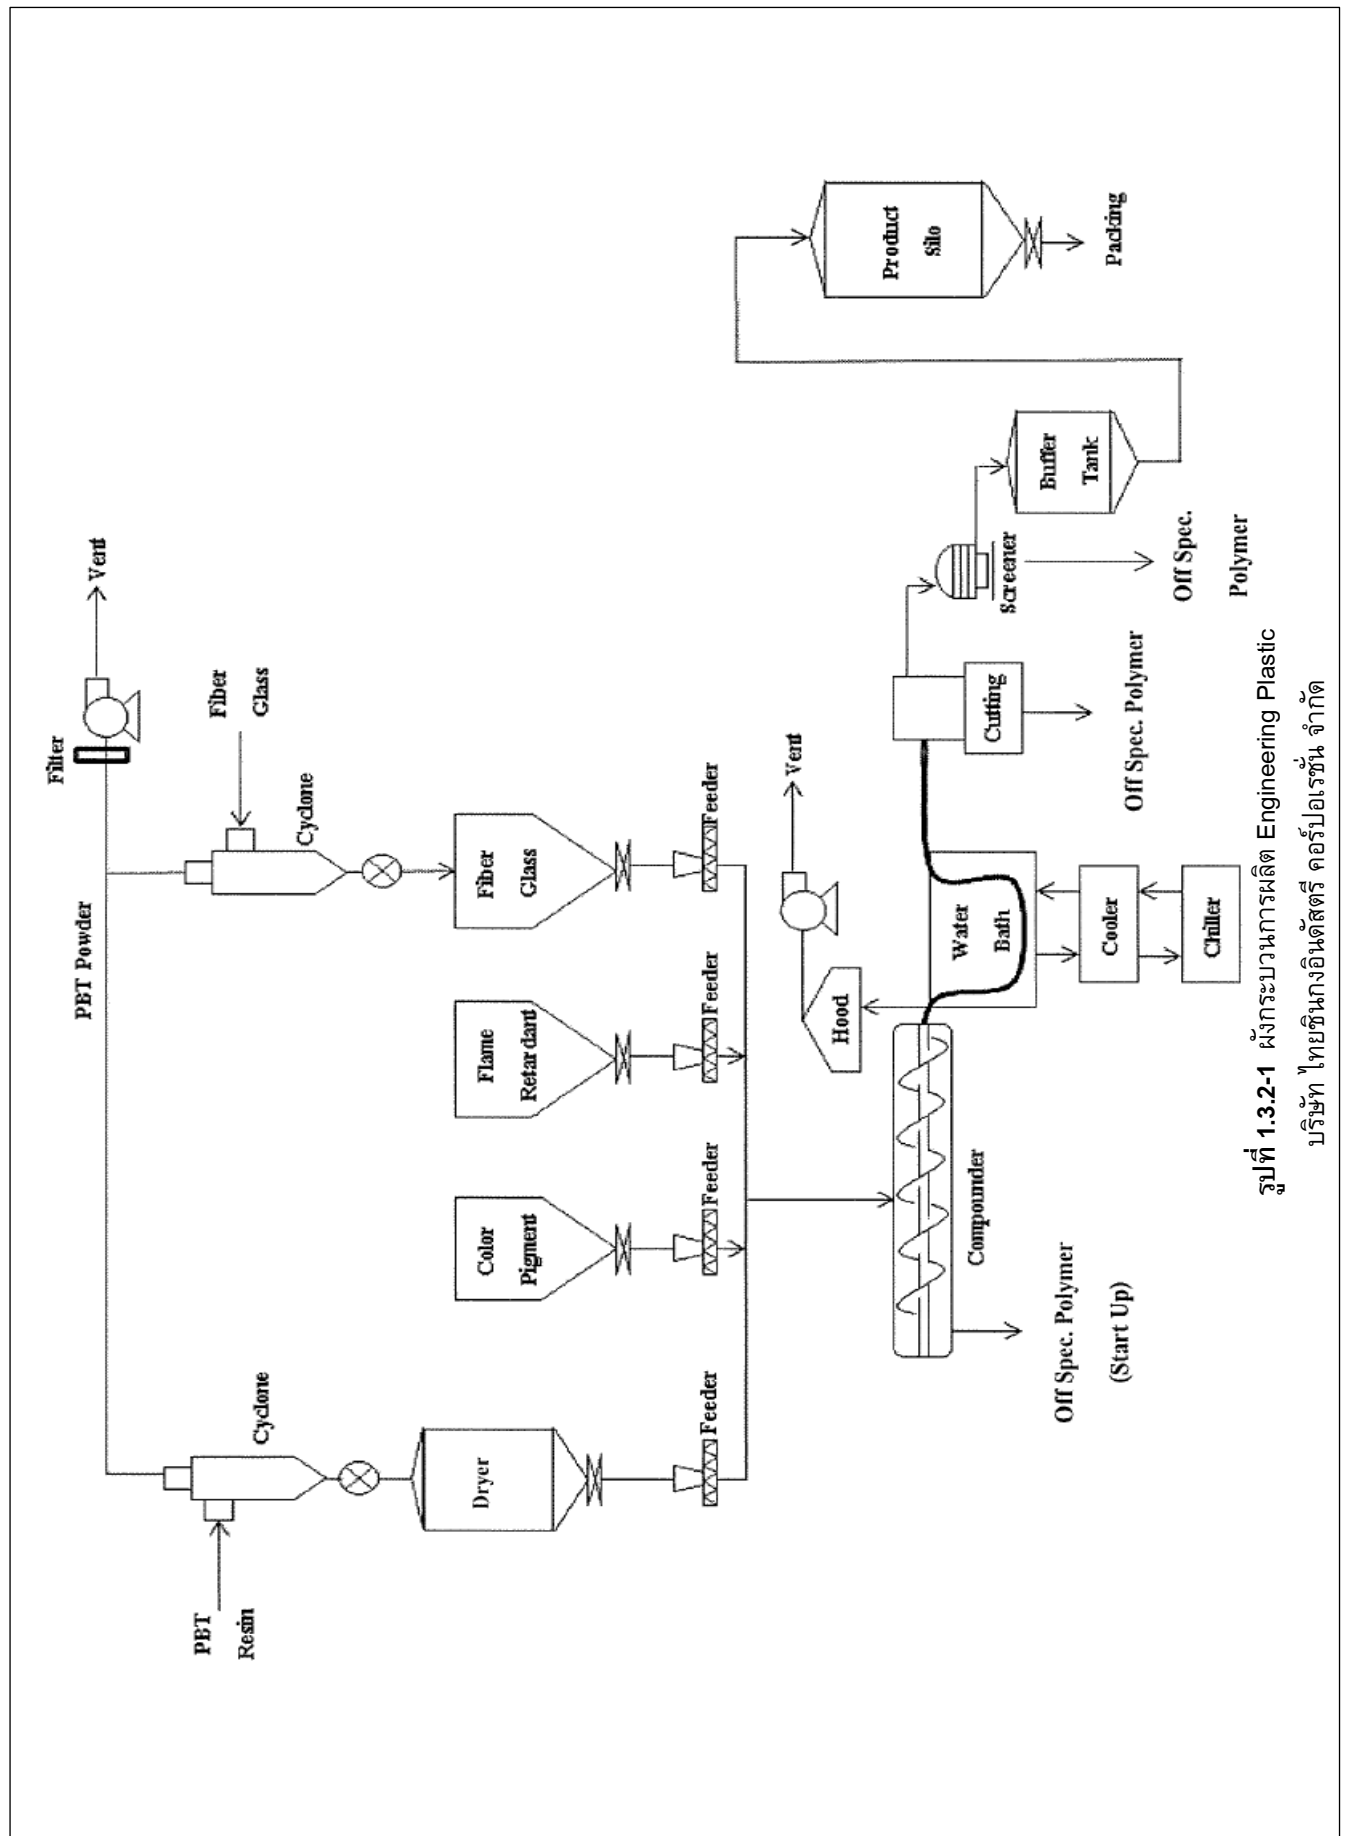 Filter
Vent
PBT Powder
Fiber
Glass
Cyclone
Cyclone
PBT
Resin
Dryer
Color
Pigment
Flame
Retardant
Fiber
Glass
Feeder
Feeder
Feeder
Feeder
Vent
Hood
Water
Bath
Compounder
Off Spec. Polymer
(Start Up)
Cooler
Chiller
Cutting
Off Spec. Polymer
Screener
Off Spec.
Polymer
Buffer
Tank
Product
Silo
Packing
รูปที่ 1.3.2-1 ผังกระบวนการผลิต Engineering Plastic
บริษัท ไทยชินกงอินดัสตรี คอร์ปอเรชั่น จำกัด